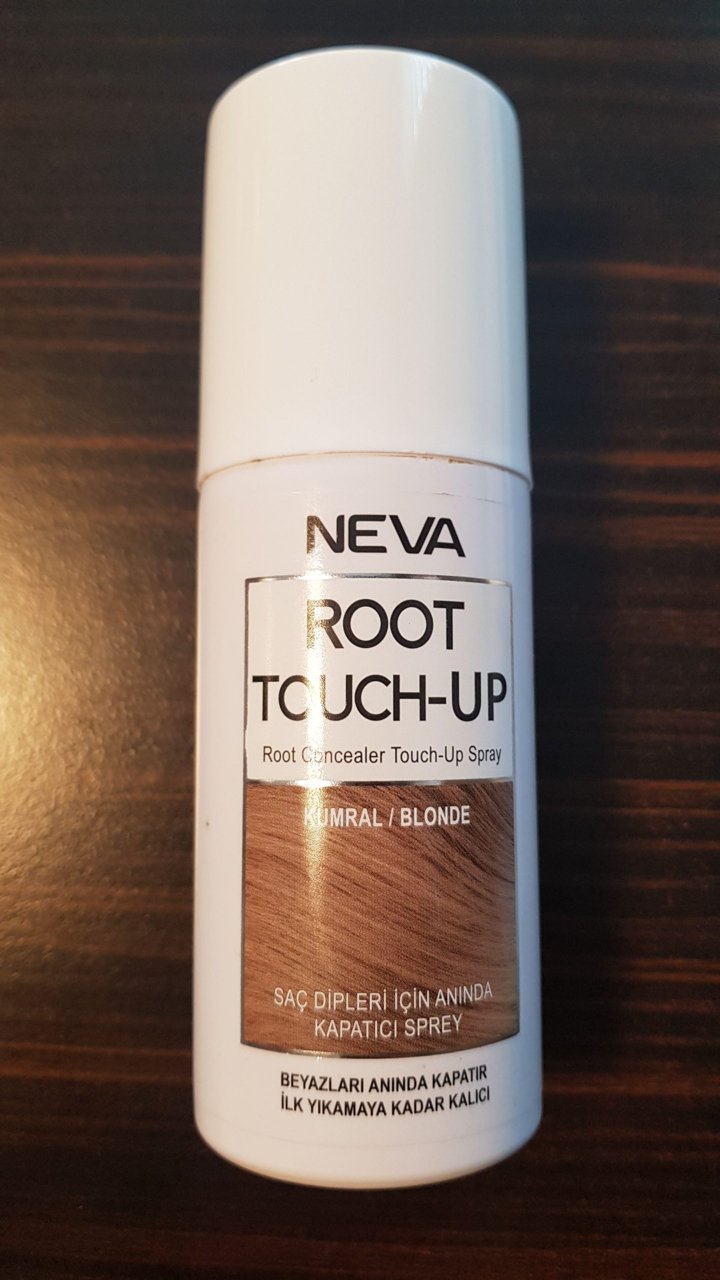 NEVA
ROOT
TOUCH-UP
Root Concealer Touch-Up Spray
KUMRAL / BLONDE
SAÇ DİPLERİ İÇİN ANINDA
KAPATICI SPREY
BEYAZLARI ANINDA KAPATIR
İLK YIKAMAYA KADAR KALICI